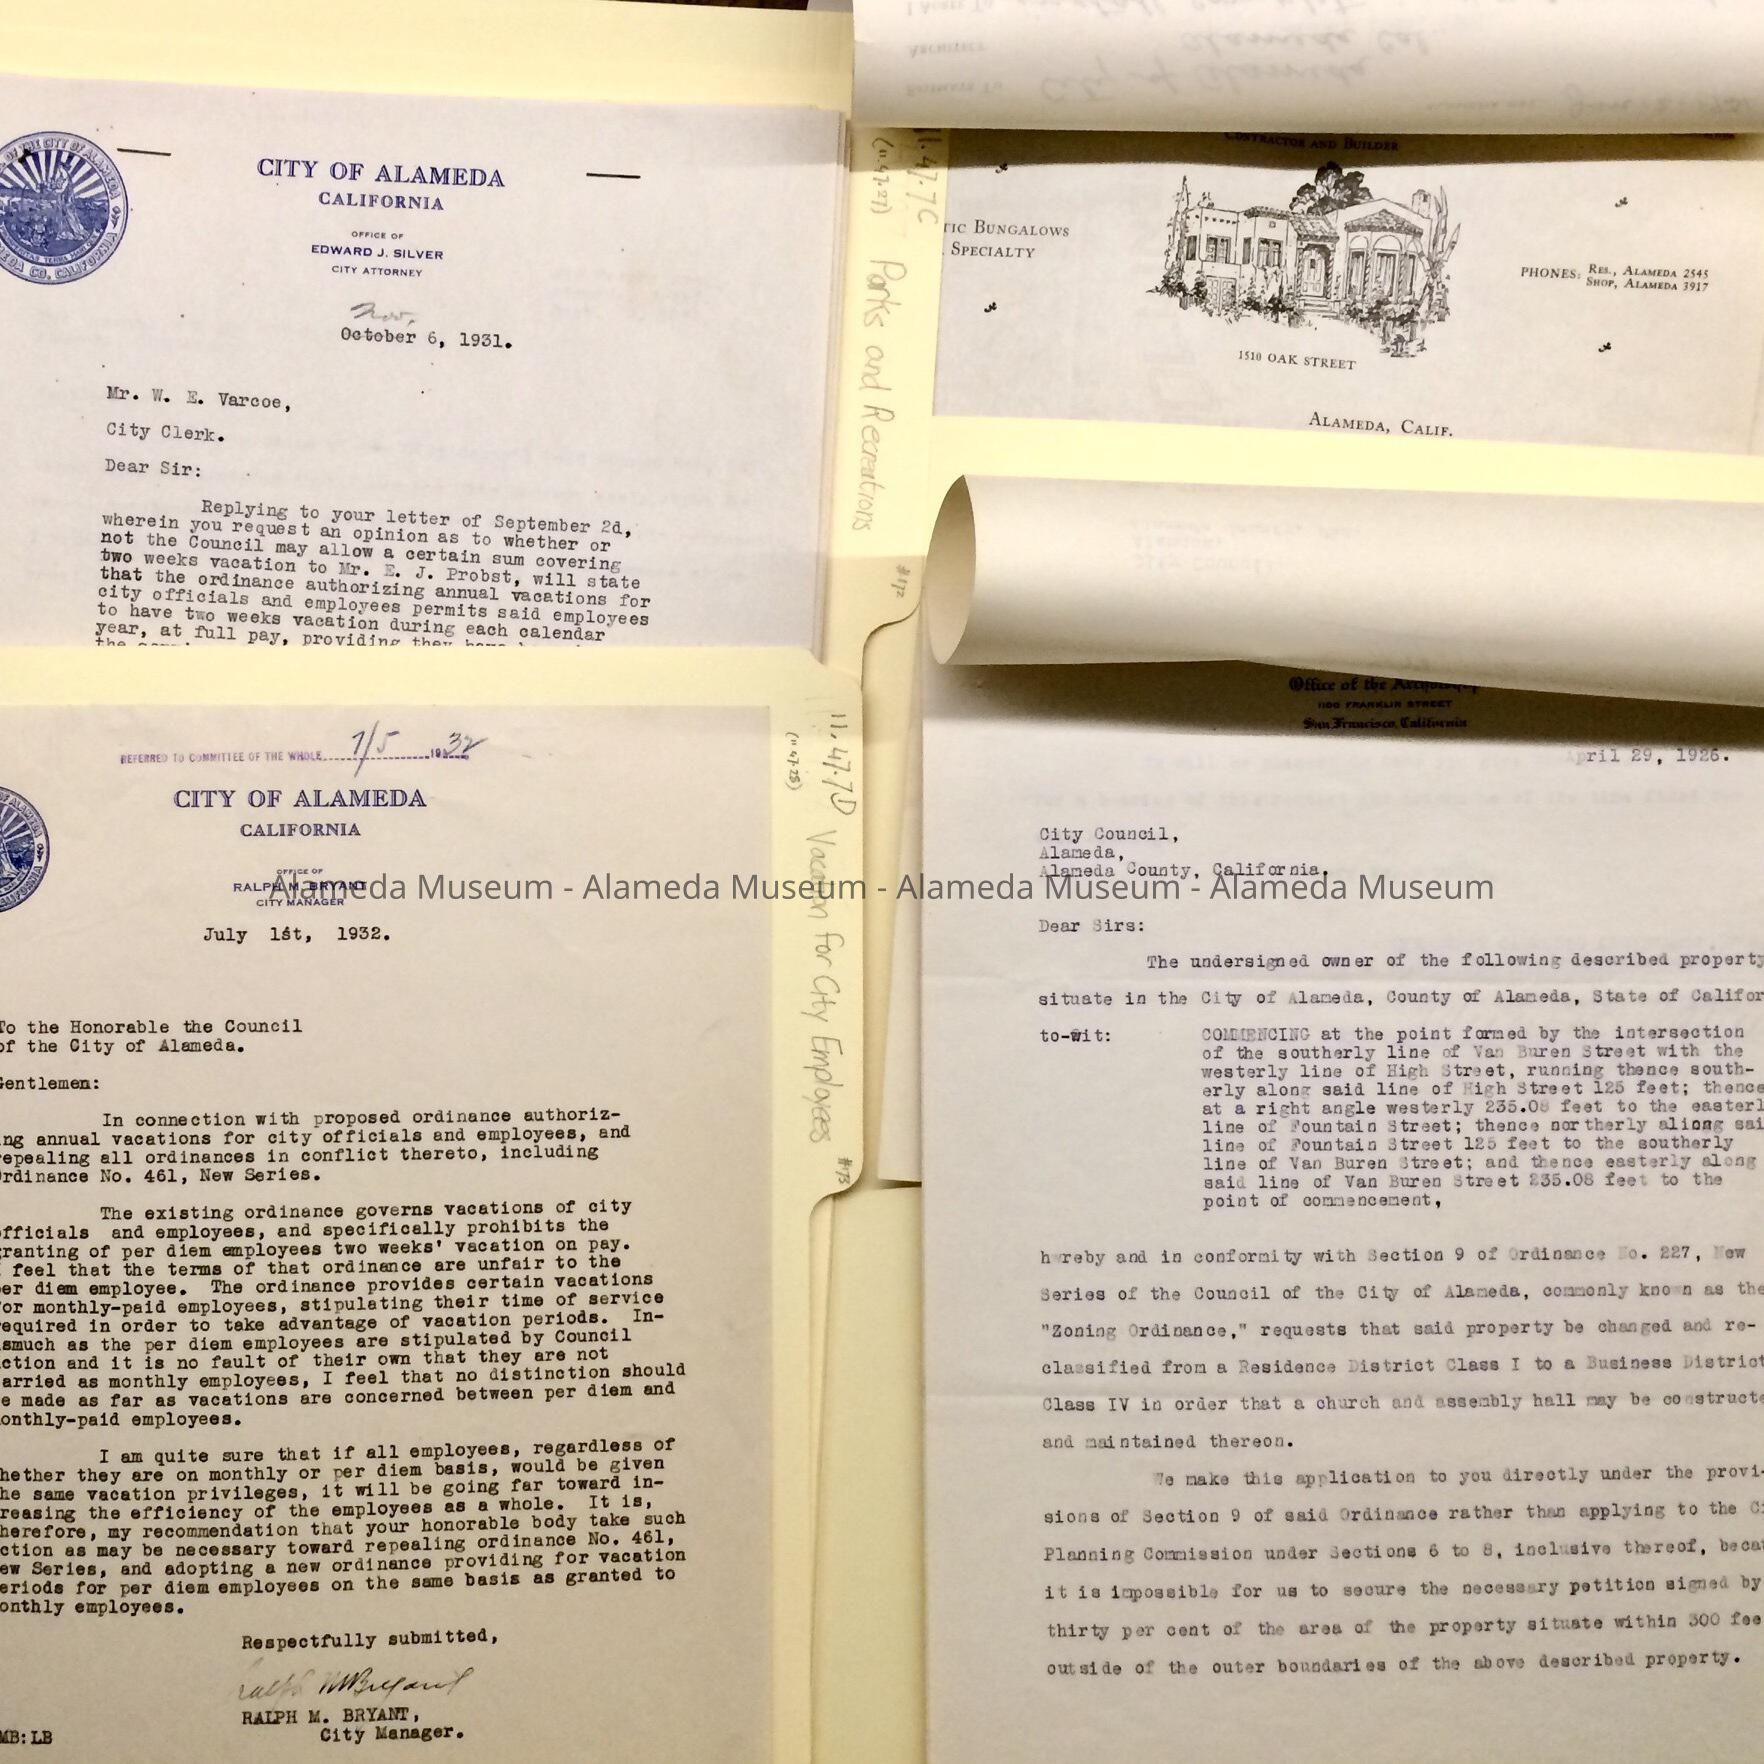 CITY OF ALAMEDA
CALIFORNIA
OFFICE OF
EDWARD J. SILVER
CITY ATTORNEY
Nov.
October 6, 1931.
Mr. W. E. Varcoe,
City Clerk.
Dear Sir:
Replying to your letter of September 2d,
wherein you request an opinion as to whether or
not the Council may allow a certain sum covering
two weeks vacation to Mr. E. J. Probst, will state
that the ordinance authorizing annual vacations for
city officials and employees permits said employees
to have two weeks vacation during each calendar
year, at full pay, providing they have
11.47.7C
(11.47.27)
Parks and Recreations
#172
CONTRACTOR AND BUILDER
TIC BUNGALOWS
SPECIALTY
PHONES: RES., ALAMEDA 2545
SHOP, ALAMEDA 3917
1510 OAK STREET
ALAMEDA, CALIF.
REFERRED TO COMMITTEE OF THE WHOLE 7/5 1932
CITY OF ALAMEDA
CALIFORNIA
OFFICE OF
RALPH M. BRYANT
CITY MANAGER
July 1st, 1932.
To the Honorable the Council
of the City of Alameda.
Gentlemen:
In connection with proposed ordinance authoriz-
ing annual vacations for city officials and employees, and
repealing all ordinances in conflict thereto, including
Ordinance No. 461, New Series.
The existing ordinance governs vacations of city
officials and employees, and specifically prohibits the
granting of per diem employees two weeks' vacation on pay.
I feel that the terms of that ordinance are unfair to the
per diem employee. The ordinance provides certain vacations
for monthly-paid employees, stipulating their time of service
required in order to take advantage of vacation periods. In-
asmuch as the per diem employees are stipulated by Council
action and it is no fault of their own that they are not
carried as monthly employees, I feel that no distinction should
be made as far as vacations are concerned between per diem and
monthly-paid employees.
I am quite sure that if all employees, regardless of
whether they are on monthly or per diem basis, would be given
the same vacation privileges, it will be going far toward in-
creasing the efficiency of the employees as a whole. It is,
therefore, my recommendation that your honorable body take such
action as may be necessary toward repealing ordinance No. 461,
New Series, and adopting a new ordinance providing for vacation
periods for per diem employees on the same basis as granted to
monthly employees.
Respectfully submitted,
Ralph M Bryant
RALPH M. BRYANT,
City Manager.
MB:LB
11.47.7D
(11.47.28)
Vacation for City Employees
#173
Office of the Archbishop
1100 FRANKLIN STREET
San Francisco, California
April 29, 1926.
City Council,
Alameda,
Alameda County, California.
Dear Sirs:
The undersigned owner of the following described property
situate in the City of Alameda, County of Alameda, State of Califor
to-wit: COMMENCING at the point formed by the intersection
of the southerly line of Van Buren Street with the
westerly line of High Street, running thence south-
erly along said line of High Street 125 feet; thence
at a right angle westerly 235.08 feet to the easterl
line of Fountain Street; thence northerly alinng sai
line of Fountain Street 125 feet to the southerly
line of Van Buren Street; and thence easterly along
said line of Van Buren Street 235.08 feet to the
point of commencement,
hereby and in conformity with Section 9 of Ordinance No. 227, New
Series of the Council of the City of Alameda, commonly known as the
"Zoning Ordinance," requests that said property be changed and re-
classified from a Residence District Class I to a Business District
Class IV in order that a church and assembly hall may be constructe
and maintained thereon.
We make this application to you directly under the provi-
sions of Section 9 of said Ordinance rather than applying to the Ci
Planning Commission under Sections 6 to 8, inclusive thereof, becau
it is impossible for us to secure the necessary petition signed by
thirty per cent of the area of the property situate within 300 fee
outside of the outer boundaries of the above described property.
Alameda Museum - Alameda Museum - Alameda Museum - Alameda Museum